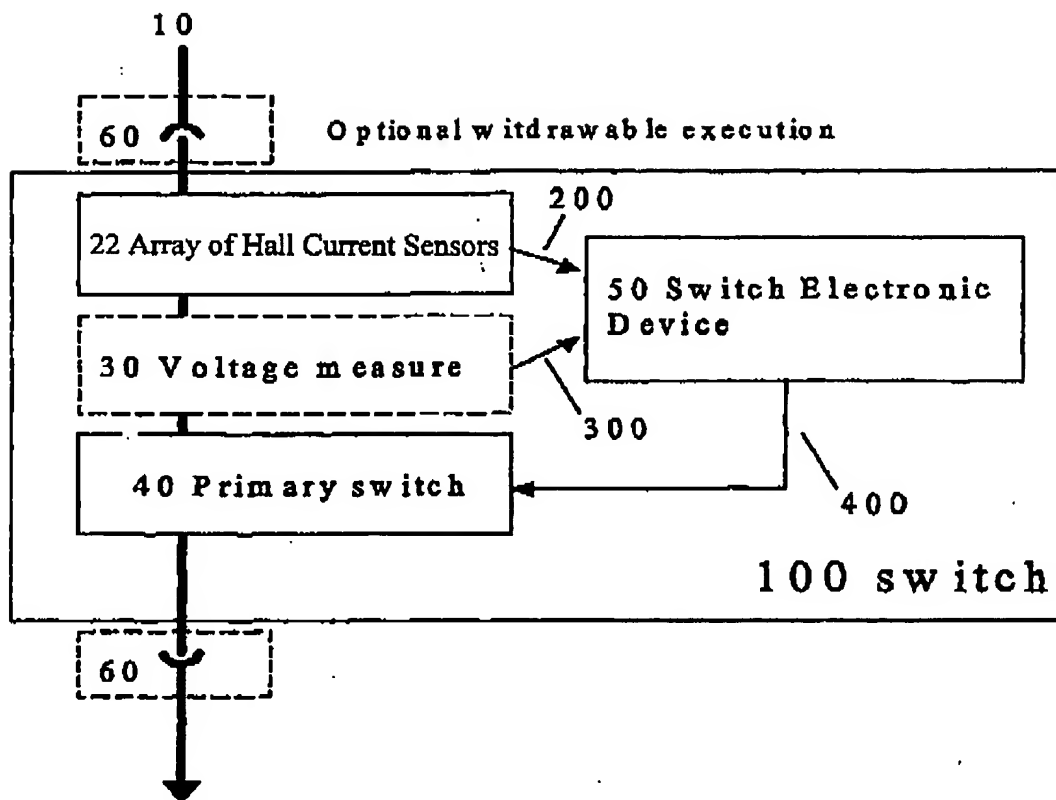 10
60
Optional witdrawable execution
22 Array of Hall Current Sensors
200
50 Switch Electronic
Device
30 Voltage measure
300
40 Primary switch
400
100 switch
60